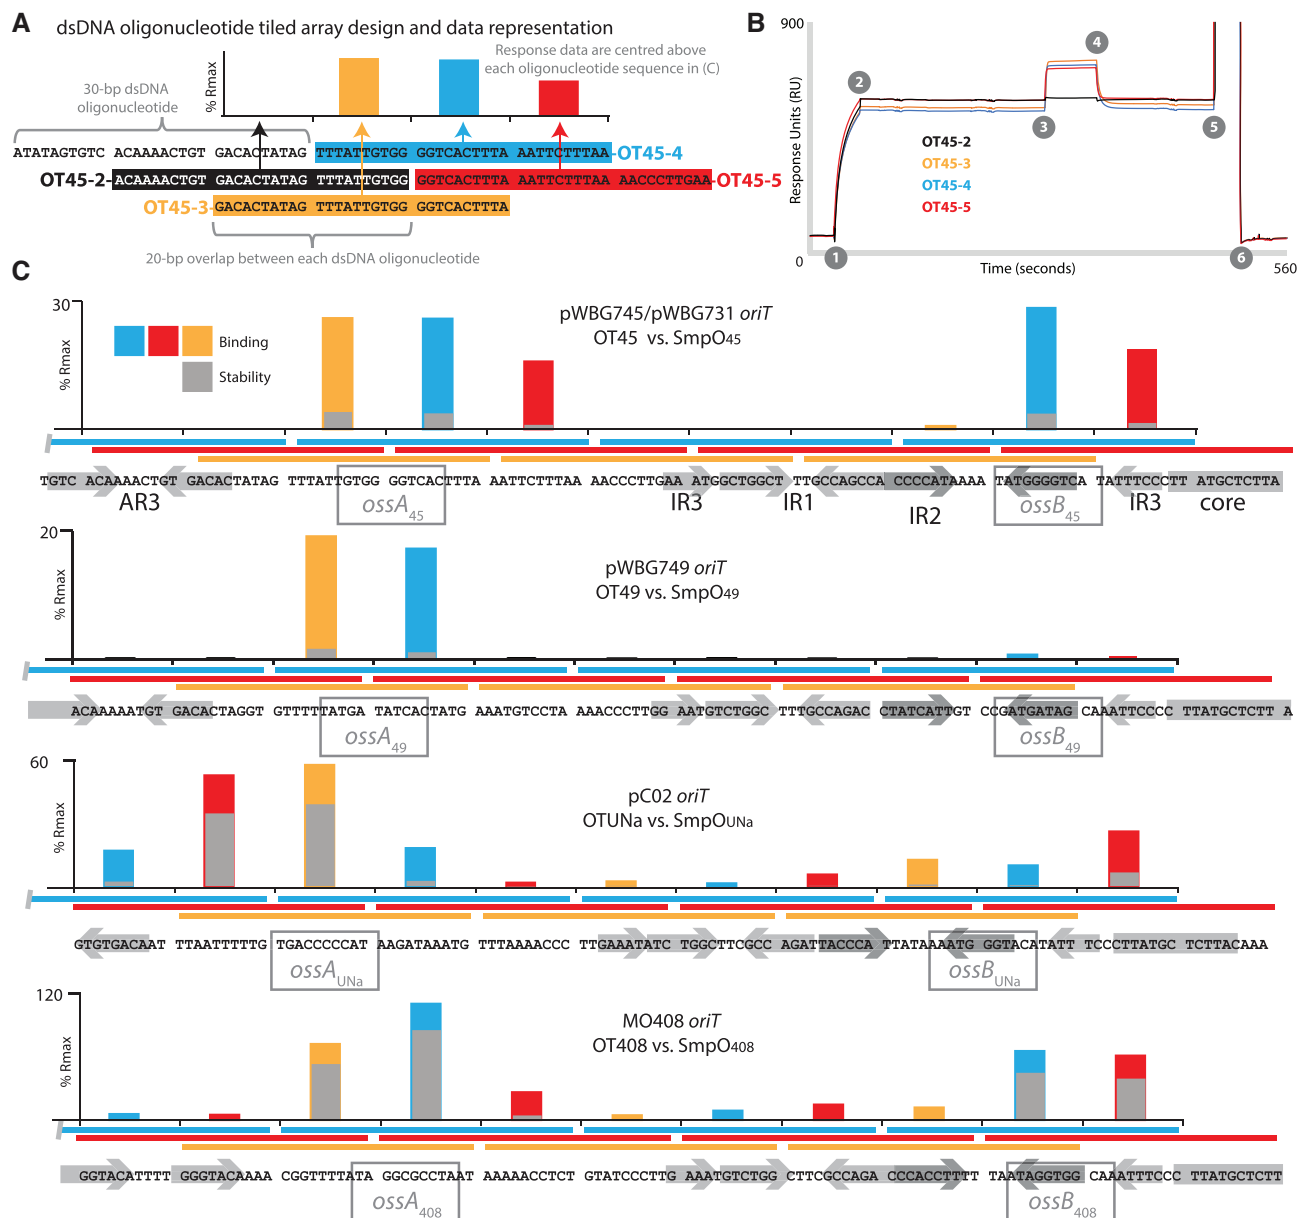 A dsDNA oligonucleotide tiled array design and data representation
Response data are centred above
each oligonucleotide sequence in (C)
% Rmax
30-bp dsDNA
oligonucleotide
ATATAGTGTC ACAAAACTGT GACACTATAG TTTATTGTGG GGTCACTTTA AATTCTTTAA -OT45-4
OT45-2- ACAAAACTGT GACACTATAG TTTATTGTGG GGTCACTTTA AATTCTTTAA AACCCTTGAA -OT45-5
OT45-3- GACACTATAG TTTATTGTGG GGTCACTTTA
20-bp overlap between each dsDNA oligonucleotide
B
900
Response Units (RU)
0
Time (seconds)
560
1
2
3
4
5
6
OT45-2
OT45-3
OT45-4
OT45-5
C
30
% Rmax
Binding
Stability
pWBG745/pWBG731 oriT
OT45 vs. SmpO45
TGTC ACAAAACTGT GACACTATAG TTTATTGTGG GGTCACTTTA AATTCTTTAA AACCCTTGAA ATGGCTGGCT TTGCCAGCCA CCCCATAAAA TATGGGGTCA TATTTCCCTT ATGCTCTTA
AR3
ossA45
IR3
IR1
IR2
ossB45
IR3
core
20
% Rmax
pWBG749 oriT
OT49 vs. SmpO49
ACAAAAATGT GACACTAGGT GTTTTTATGA TATCACTATG AAATGTCCTA AAACCCTTGG AATGTCTGGC TTTGCCAGAC CTATCATTGT CCGATGATAG CAAATTCCCC TTATGCTCTT A
ossA49
ossB49
60
% Rmax
pC02 oriT
OTUNa vs. SmpOUNa
GTGTGACAAT TTAATTTTTG TGACCCCCAT AAGATAAATG TTTAAAACCC TTGAAATATC TGGCTTCGCC AGATTACCCA TTATAAAATG GGTACATATT TCCCTTATGC TCTTACAAA
ossAUNa
ossBUNa
120
% Rmax
MO408 oriT
OT408 vs. SmpO408
GGTACATTTT GGGTACAAAA CGGTTTTATA GGCGCCTAAT AAAAACCTCT GTATCCCTTG AAATGTCTGG CTTCGCCAGA CCCACCTTTT TAATAGGTGG CAAATTTCCC TTATGCTCTT
ossA408
ossB408